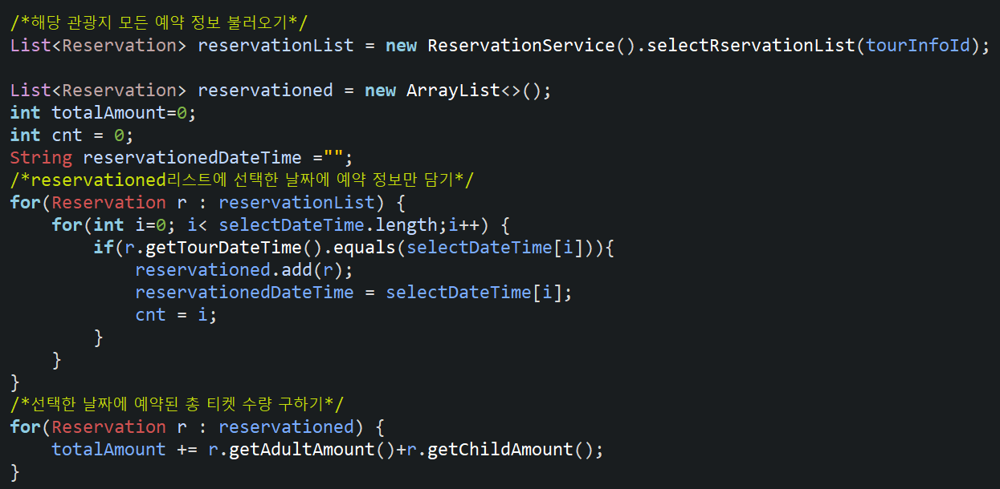 /*해당 관광지 모든 예약 정보 불러오기*/
List<Reservation> reservationList = new ReservationService().selectRservationList(tourInfoId);
List<Reservation> reservationed = new ArrayList<>();
int totalAmount=0;
int cnt = 0;
String reservationedDateTime ="";
/*reservationed리스트에 선택한 날짜에 예약 정보만 담기*/
for(Reservation r : reservationList) {
for(int i=0; i< selectDateTime.length;i++) {
if(r.getTourDateTime().equals(selectDateTime[i])){
reservationed.add(r);
reservationedDateTime = selectDateTime[i];
cnt = i;
}
}
}
/*선택한 날짜에 예약된 총 티켓 수량 구하기*/
for(Reservation r : reservationed) {
totalAmount += r.getAdultAmount()+r.getChildAmount();
}